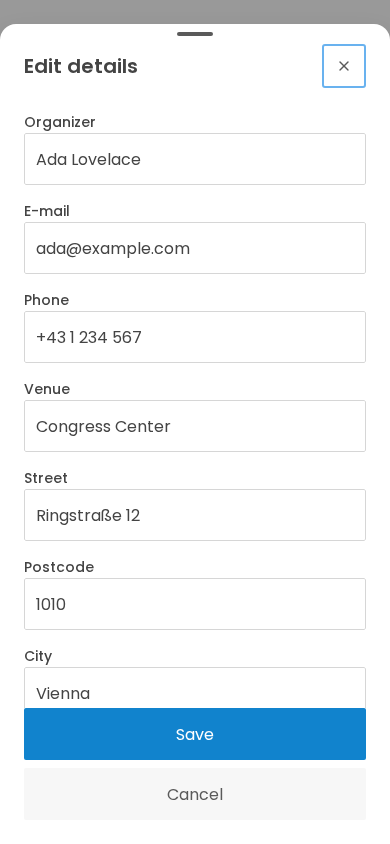 Edit details
Organizer
Ada Lovelace
E-mail
ada@example.com
Phone
+43 1 234 567
Venue
Congress Center
Street
Ringstraße 12
Postcode
1010
City
Vienna
Save
Cancel